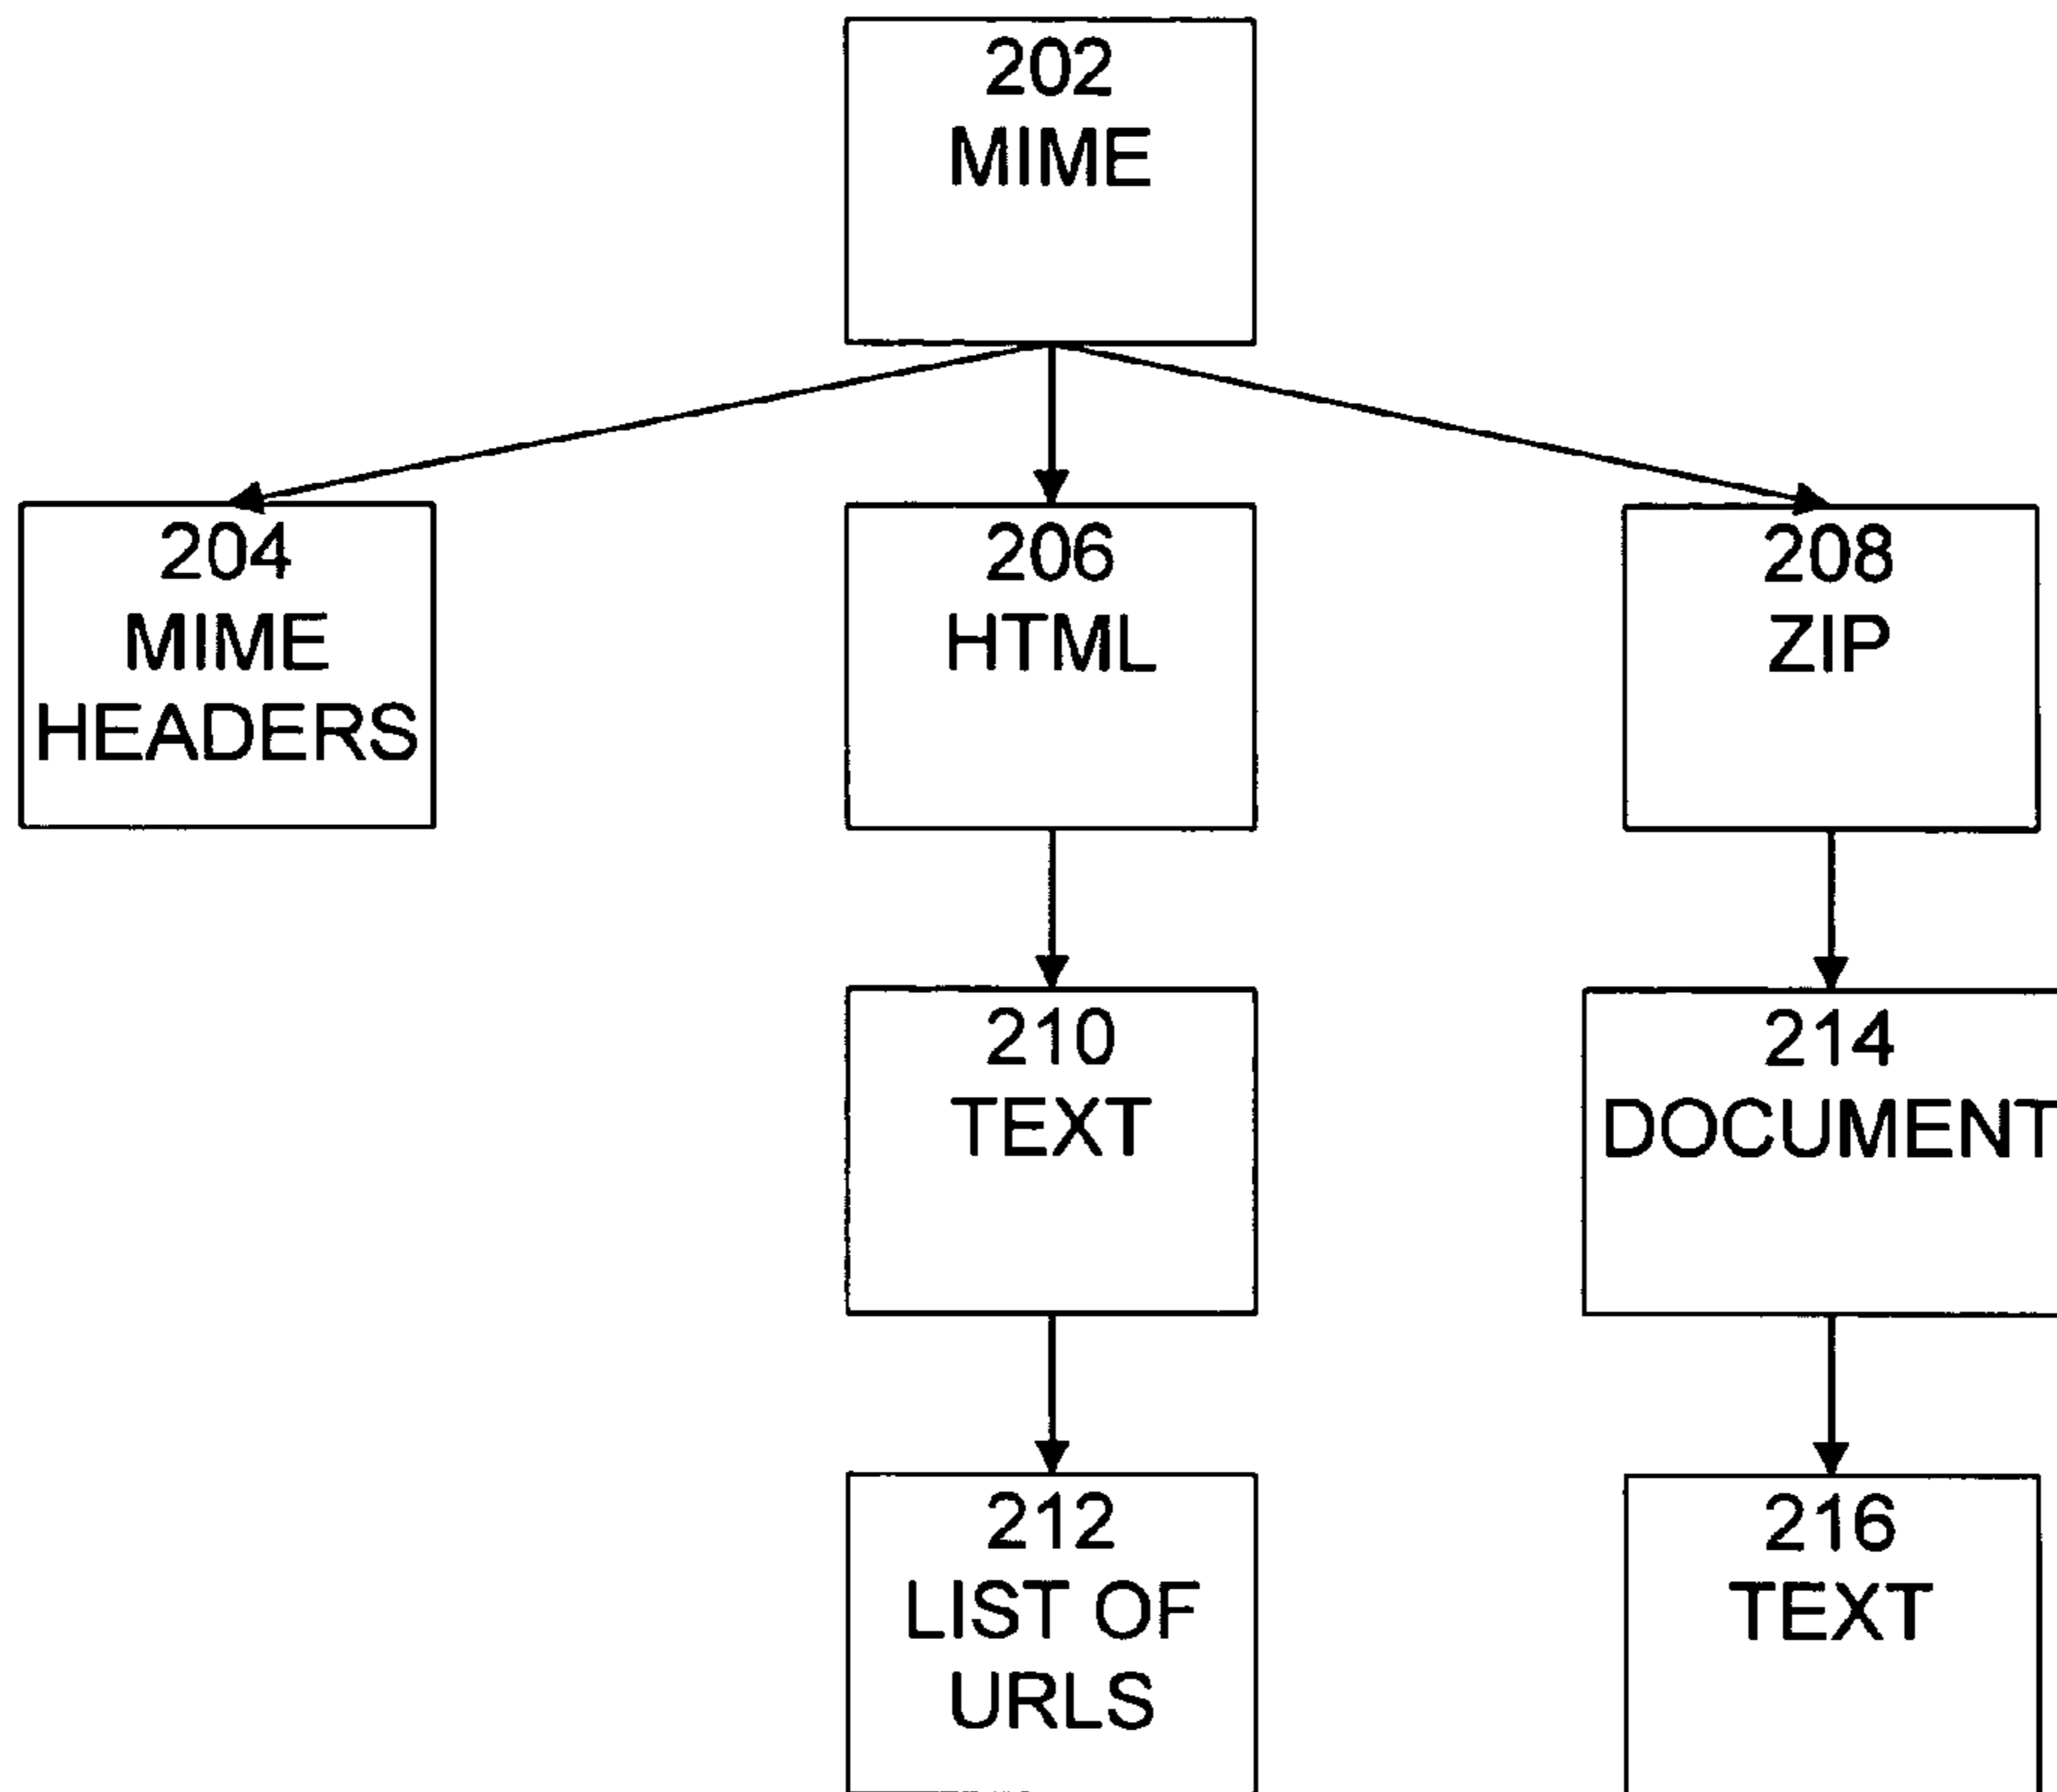 202
MIME
204
MIME
HEADERS
206
HTML
208
ZIP
210
TEXT
214
DOCUMENT
212
LIST OF
URLS
216
TEXT